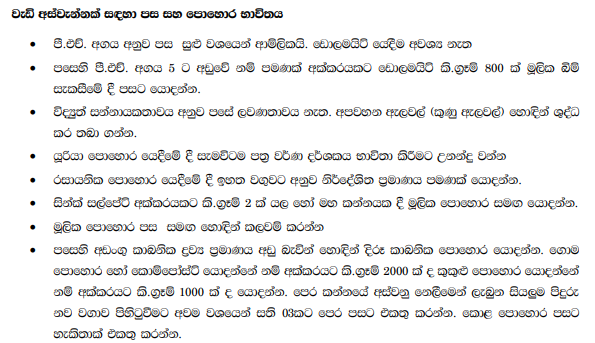 වැඩි අස්වැන්නක් සඳහා පස සහ පොහොර භාවිතය
• පී.එච්. අගය අනුව පස සුළු වශයෙන් ආම්ලිකයි. ඩොලමයිට් යෙදීම අවශ්‍ය නැත
• පසෙහි පී.එච්. අගය 5 ට අඩුවේ නම් පමණක් අක්කරයකට ඩොලමයිට් කි.ග්‍රෑම් 800 ක් මූලික බිම්
සැකසීමේ දී පසට යොදන්න.
• විද්‍යුත් සන්නායකතාවය අනුව පසේ ලවණතාවය නැත. අපවහන ඇලවල් (කුණු ඇලවල්) හොඳින් ශුද්ධ
කර තබා ගන්න.
• යූරියා පොහොර යෙදීමේ දී සැමවිටම පත්‍ර වර්ණ දර්ශකය භාවිතා කිරීමට උනන්දු වන්න
• රසායනික පොහොර යෙදීමේ දී ඉහත වගුවට අනුව නිර්දේශිත ප්‍රමාණය පමණක් යොදන්න.
• සින්ක් සල්පේට් අක්කරයකට කි.ග්‍රෑම් 2 ක් යල හෝ මහ කන්නයක දී මූලික පොහොර සමඟ යොදන්න.
• මූලික පොහොර පස සමඟ හොඳින් කලවම් කරන්න
• පසෙහි අඩංගු කාබනික ද්‍රව්‍ය ප්‍රමාණය අඩු බැවින් හොඳින් දිරූ කාබනික පොහොර යොදන්න. ගොම
පොහොර හෝ කොම්පෝස්ට් යොදන්නේ නම් අක්කරයට කි.ග්‍රෑම් 2000 ක් ද කුකුළු පොහොර යොදන්නේ
නම් අක්කරයට කි.ග්‍රෑම් 1000 ක් ද යොදන්න. පෙර කන්නයේ අස්වනු නෙලීමෙන් ලැබුන සියලුම පිදුරු
නව වගාව පිහිටුවීමට අවම වශයෙන් සති 03කට පෙර පසට එකතු කරන්න. කොළ පොහොර පසට
හැකිතාක් එකතු කරන්න.